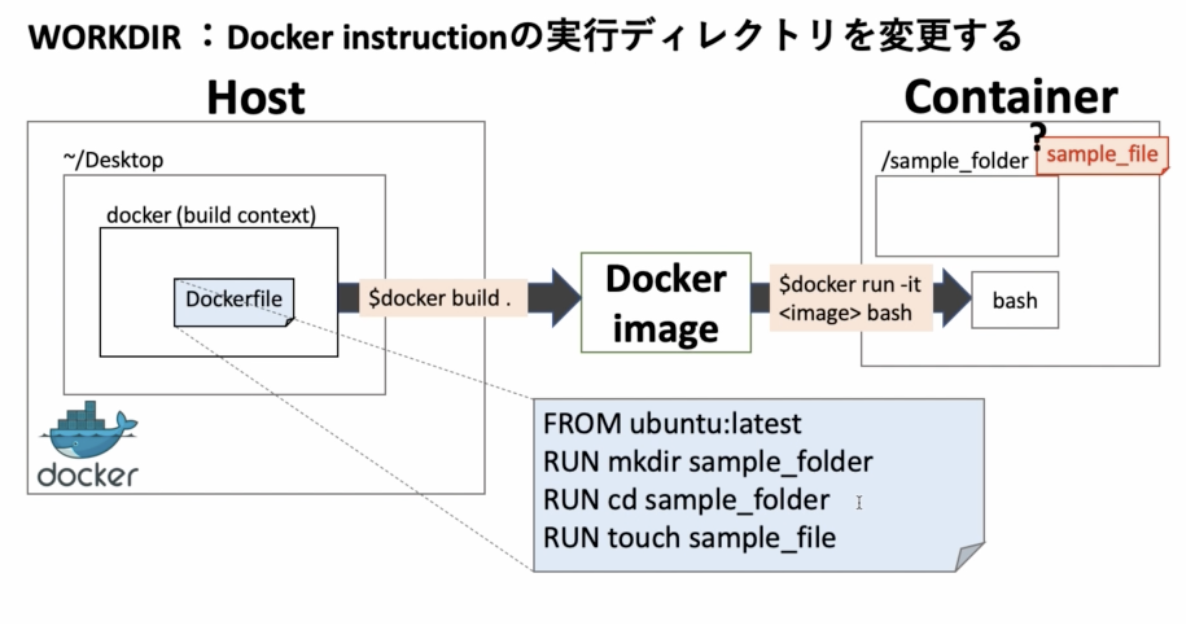 WORKDIR ：Docker instructionの実行ディレクトリを変更する
Host
~/Desktop
docker (build context)
Dockerfile
docker
$docker build .
Docker
image
$docker run -it
<image> bash
Container
?
/sample_folder
sample_file
bash
FROM ubuntu:latest
RUN mkdir sample_folder
RUN cd sample_folder
RUN touch sample_file